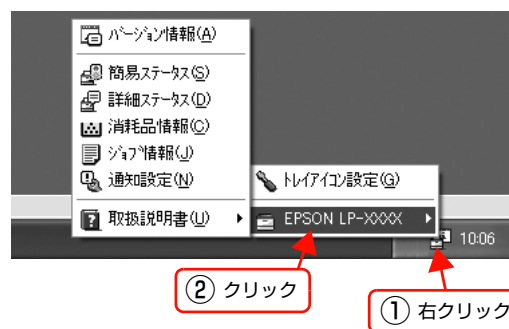 バージョン情報(A)
簡易ステータス(S)
詳細ステータス(D)
消耗品情報(C)
ジョブ情報(J)
通知設定(N)
取扱説明書(U)
トレイアイコン設定(G)
EPSON LP-XXXX
10:06
② クリック
① 右クリック